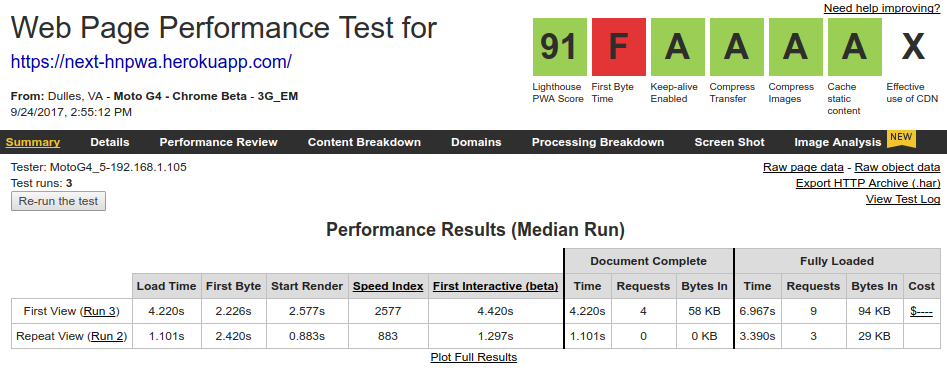 Need help improving?
Web Page Performance Test for
https://next-hnpwa.herokuapp.com/
91 F A A A A X
Lighthouse PWA Score
First Byte Time
Keep-alive Enabled
Compress Transfer
Compress Images
Cache static content
Effective use of CDN
From: Dulles, VA - Moto G4 - Chrome Beta - 3G_EM
9/24/2017, 2:55:12 PM
Summary Details Performance Review Content Breakdown Domains Processing Breakdown Screen Shot Image Analysis NEW
Tester: MotoG4_5-192.168.1.105
Test runs: 3
Re-run the test
Raw page data - Raw object data
Export HTTP Archive (.har)
View Test Log
Performance Results (Median Run)
Document Complete Fully Loaded
Load Time First Byte Start Render Speed Index First Interactive (beta) Time Requests Bytes In Time Requests Bytes In Cost
First View (Run 3) 4.220s 2.226s 2.577s 2577 4.420s 4.220s 4 58 KB 6.967s 9 94 KB $----
Repeat View (Run 2) 1.101s 2.420s 0.883s 883 1.297s 1.101s 0 0 KB 3.390s 3 29 KB
Plot Full Results